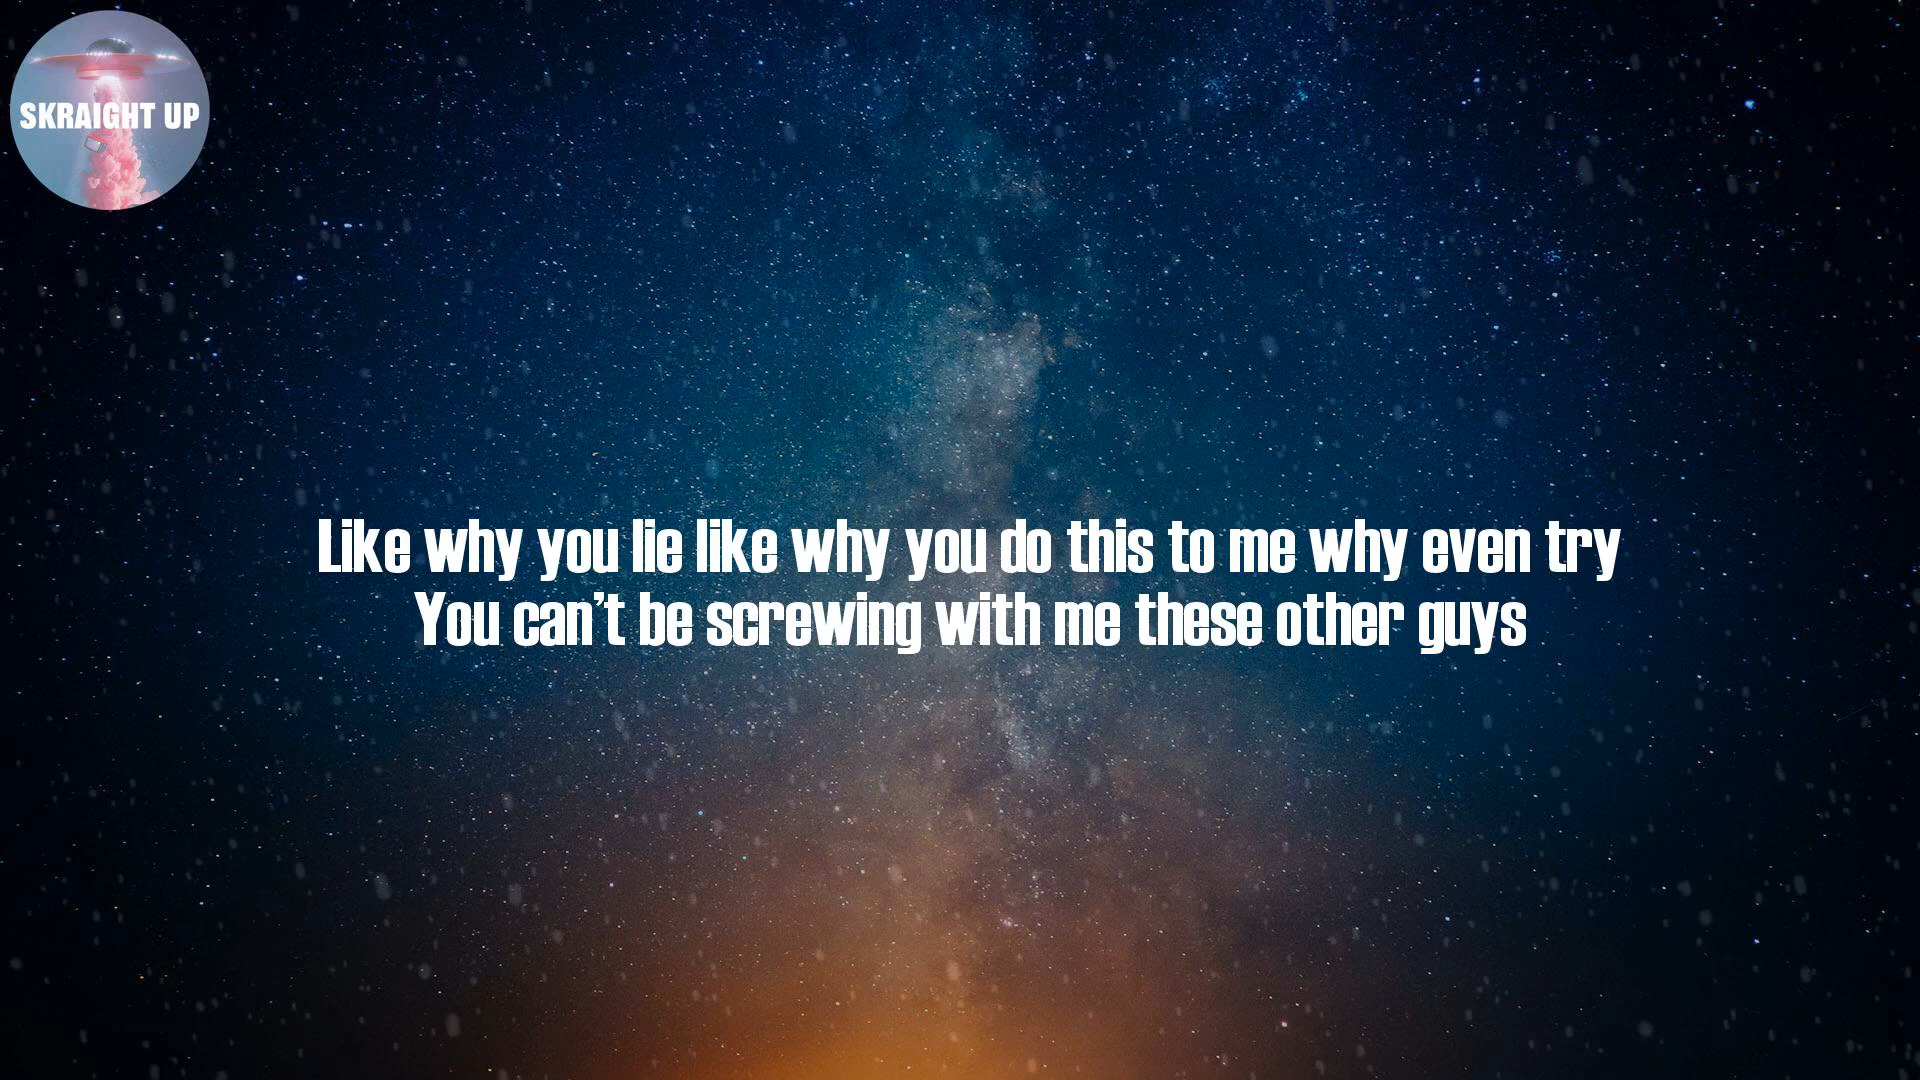 SKRAIGHT UP
Like why you lie like why you do this to me why even try
You can't be screwing with me these other guys